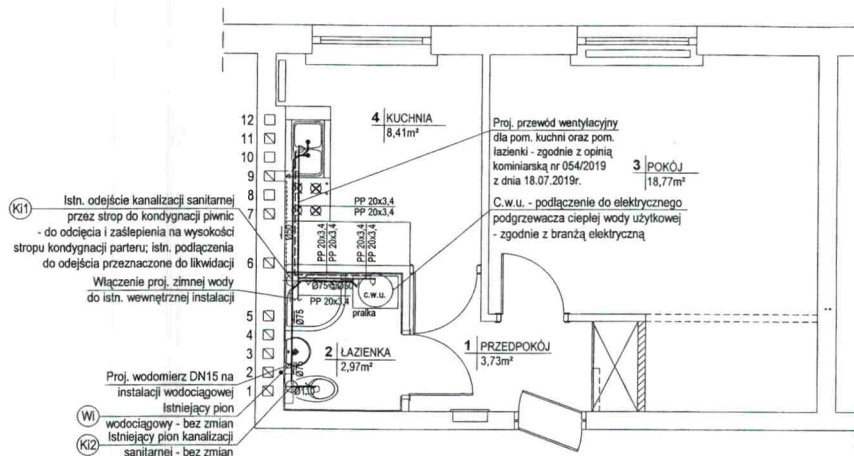 12
11
10
9
8
7
6
5
4
3
2
1
4 KUCHNIA
8,41m²
Proj. przewód wentylacyjny
dla pom. kuchni oraz pom.
łazienki - zgodnie z opinią
kominiarską nr 054/2019
z dnia 18.07.2019r.
3 POKÓJ
18,77m²
C.w.u. - podłączenie do elektrycznego
podgrzewacza ciepłej wody użytkowej
- zgodnie z branżą elektryczną
Ki1
Istn. odejście kanalizacji sanitarnej
przez strop do kondygnacji piwnic
- do odcięcia i zaślepienia na wysokości
stropu kondygnacji parteru; istn. podłączenia
do odejścia przeznaczone do likwidacji
Włączenie proj. zimnej wody
do istn. wewnętrznej instalacji
PP 20x3,4
PP 20x3,4
PP 20x3,4
PP 20x3,4
PP 20x3,4
PP 20x3,4
Ø50
Ø75
Ø50
PP 20x3,4
c.w.u.
pralka
Ø75
Ø75
Ø110
2 ŁAZIENKA
2,97m²
1 PRZEDPOKÓJ
3,73m²
Proj. wodomierz DN15 na
instalacji wodociągowej
Wi
Istniejący pion
wodociągowy - bez zmian
Ki2
Istniejący pion kanalizacji
sanitarnej - bez zmian